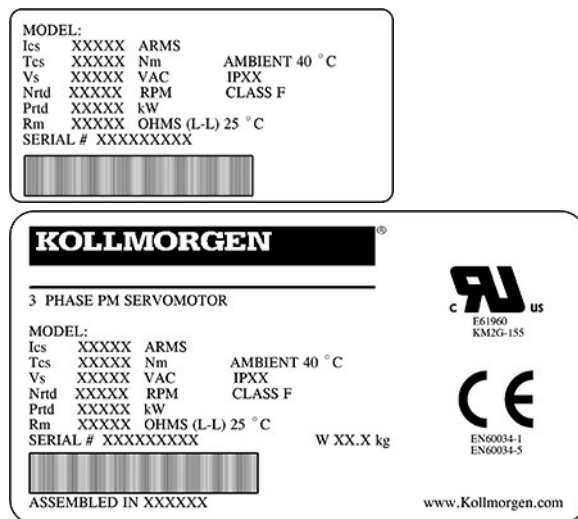 MODEL:
Ics XXXXX ARMS
Tcs XXXXX Nm AMBIENT 40 °C
Vs XXXXX VAC IPXX
Nrtd XXXXX RPM CLASS F
Prtd XXXXX kW
Rm XXXXX OHMS (L-L) 25 °C
SERIAL # XXXXXXXXX
KOLLMORGEN®
3 PHASE PM SERVOMOTOR
MODEL:
Ics XXXXX ARMS
Tcs XXXXX Nm AMBIENT 40 °C
Vs XXXXX VAC IPXX
Nrtd XXXXX RPM CLASS F
Prtd XXXXX kW
Rm XXXXX OHMS (L-L) 25 °C
SERIAL # XXXXXXXXX W XX.X kg
ASSEMBLED IN XXXXXX
c RU us
E61960
KM2G-155
CE
EN60034-1
EN60034-5
www.Kollmorgen.com